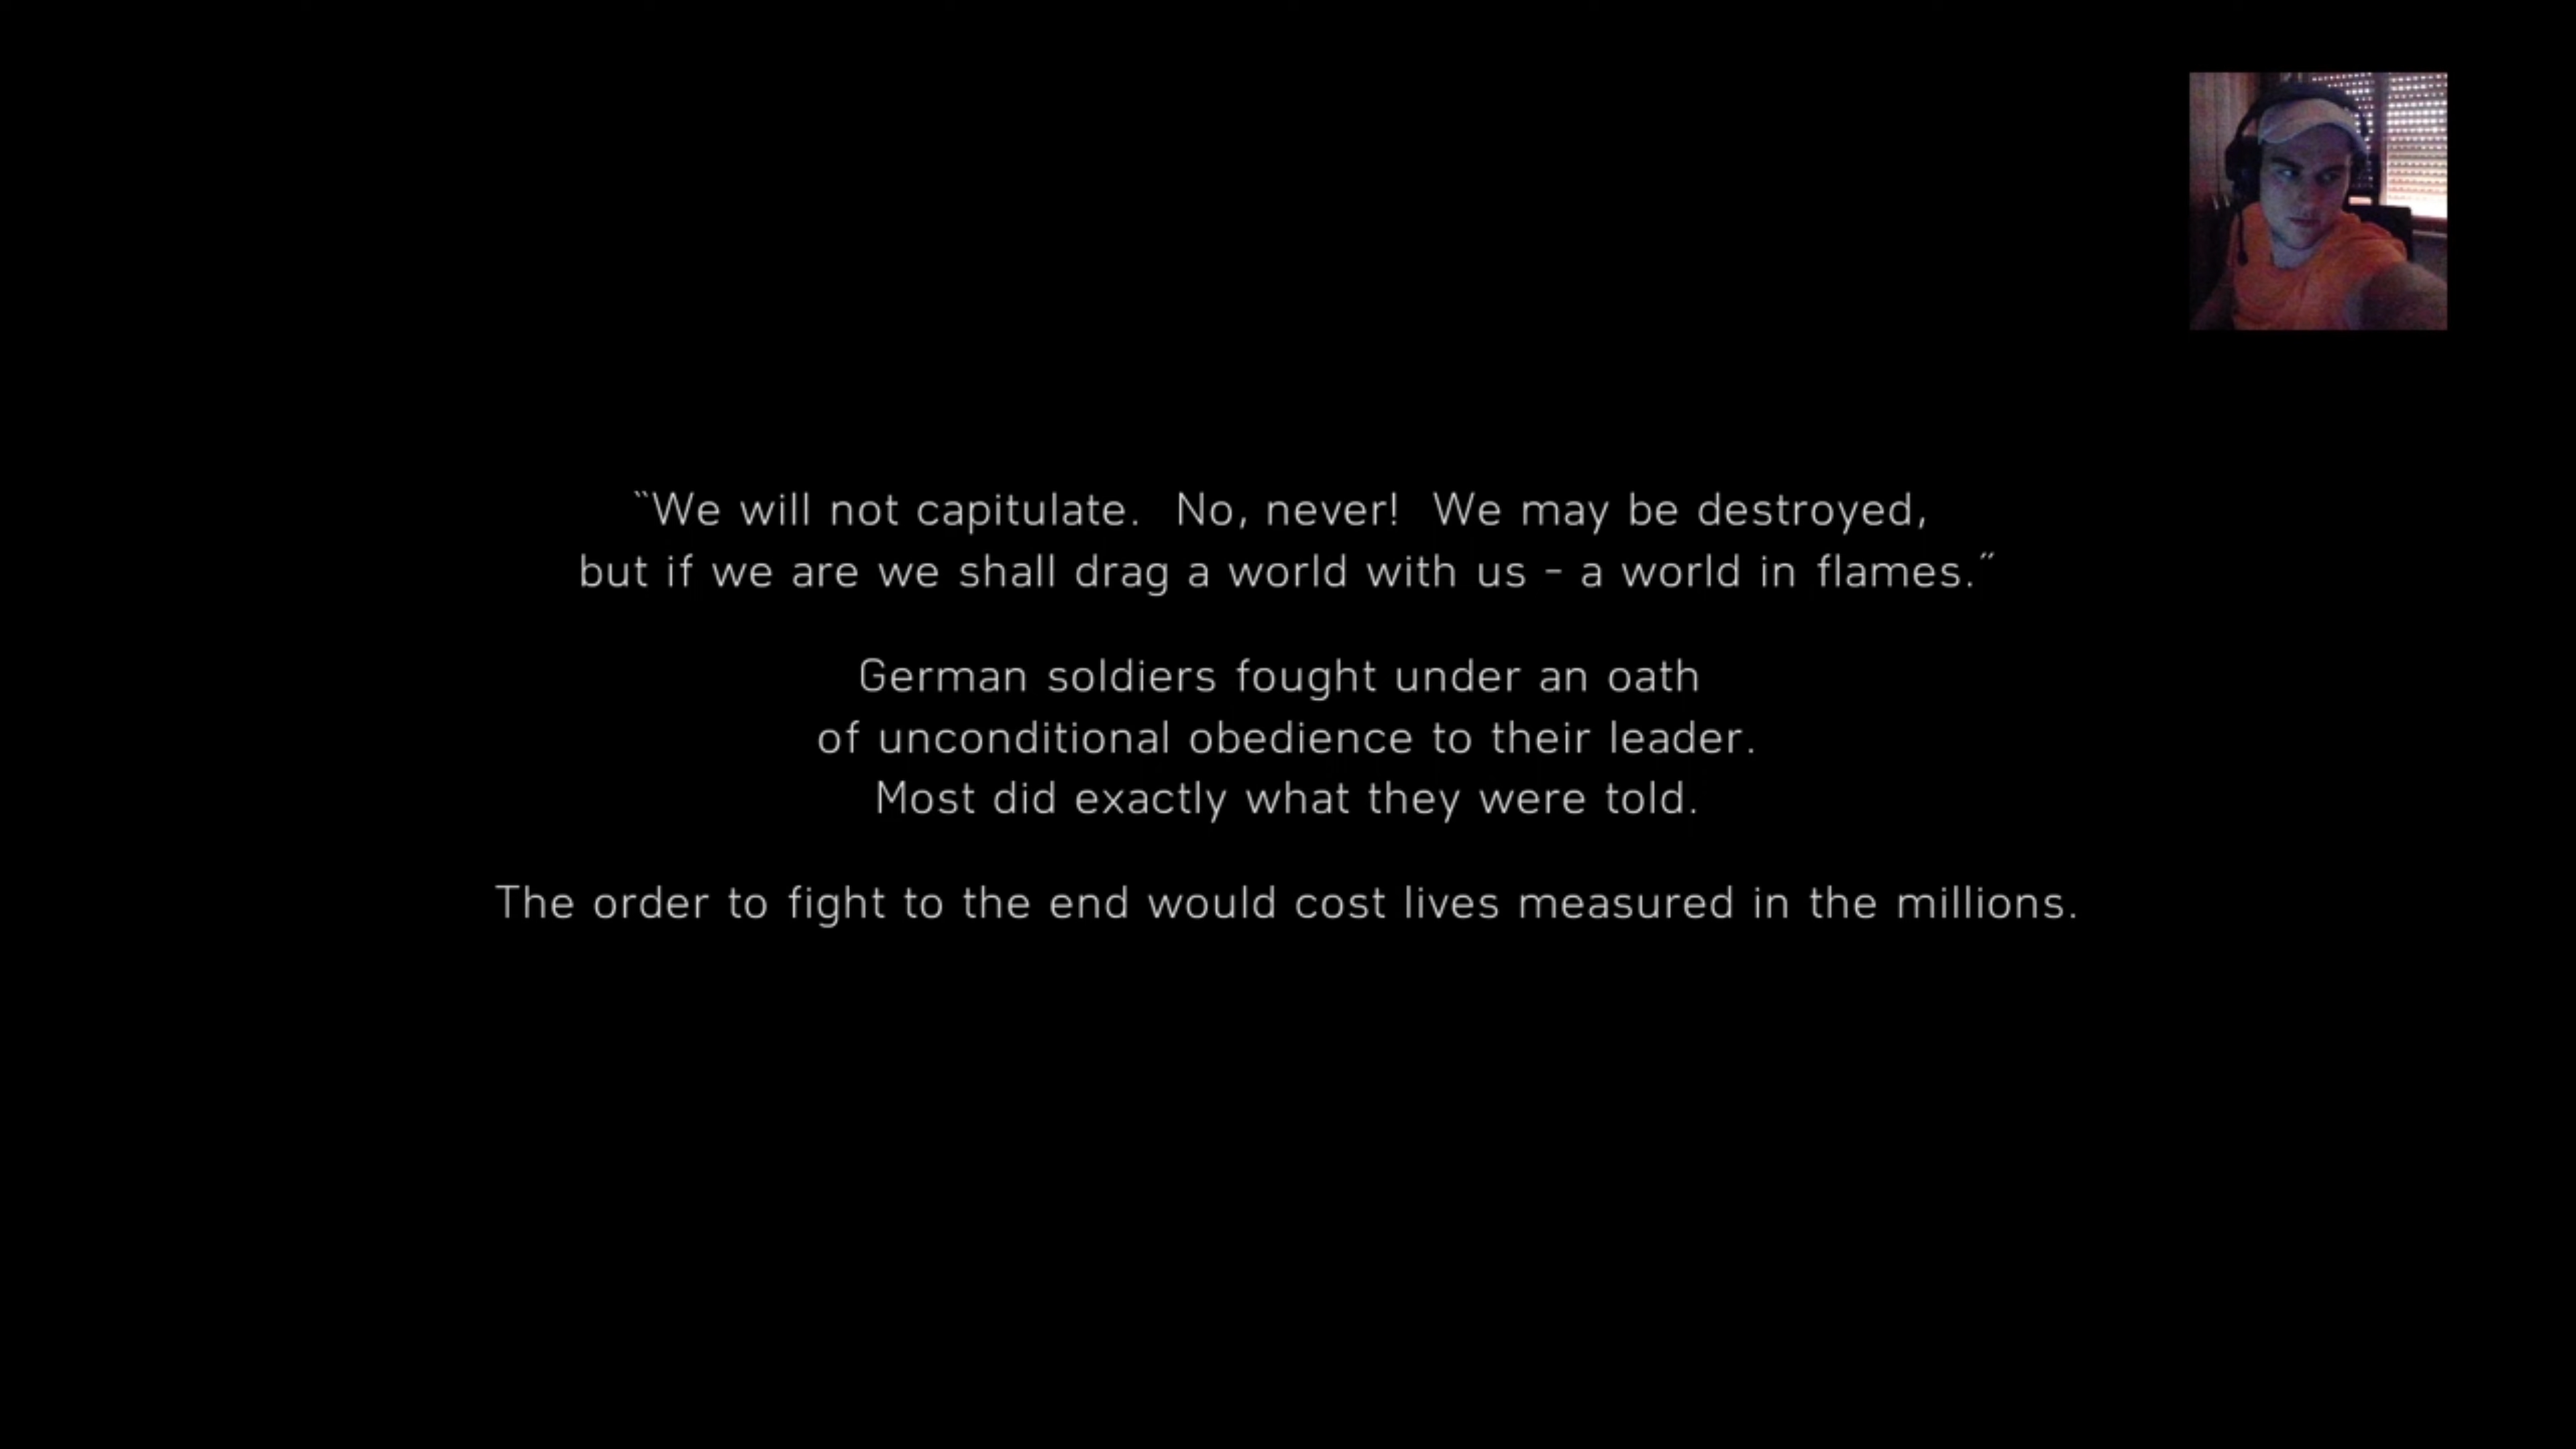 “We will not capitulate. No, never! We may be destroyed,
but if we are we shall drag a world with us - a world in flames.”
German soldiers fought under an oath
of unconditional obedience to their leader.
Most did exactly what they were told.
The order to fight to the end would cost lives measured in the millions.